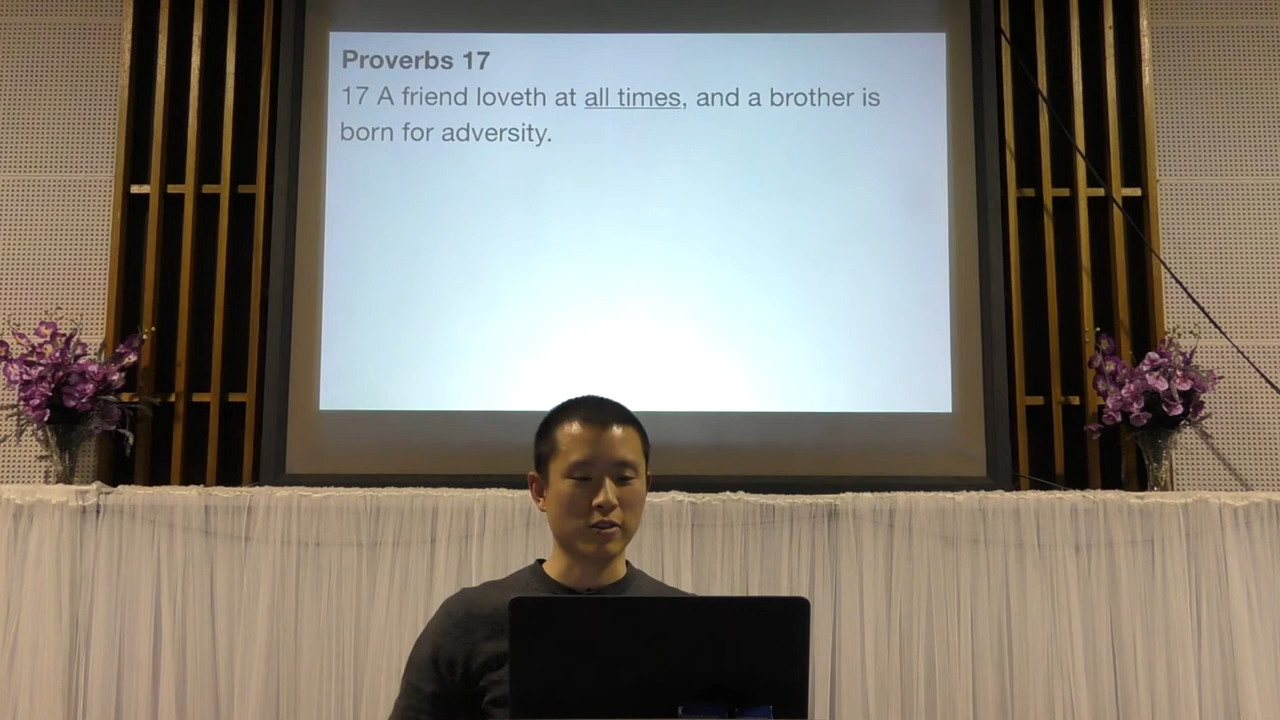 Proverbs 17
17 A friend loveth at all times, and a brother is
born for adversity.